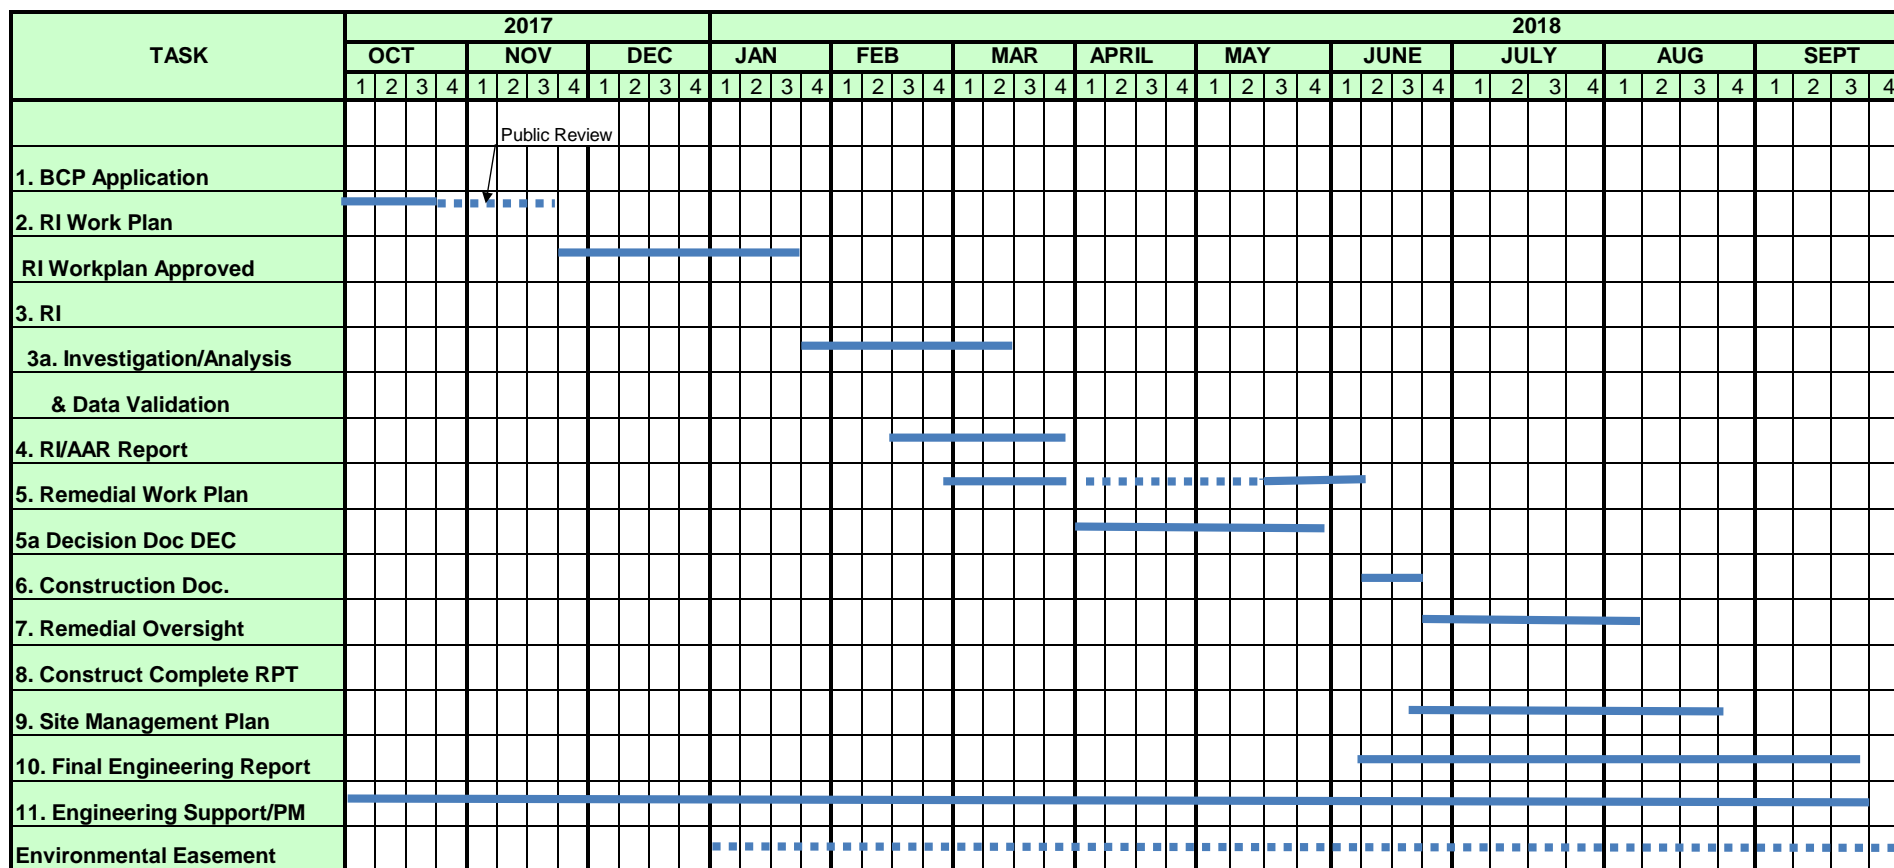 2017 2018
TASK OCT NOV DEC JAN FEB MAR APRIL MAY JUNE JULY AUG SEPT
1 2 3 4 1 2 3 4 1 2 3 4 1 2 3 4 1 2 3 4 1 2 3 4 1 2 3 4 1 2 3 4 1 2 3 4 1 2 3 4 1 2 3 4 1 2 3 4
Public Review
1. BCP Application
2. RI Work Plan
RI Workplan Approved
3. RI
3a. Investigation/Analysis
& Data Validation
4. RI/AAR Report
5. Remedial Work Plan
5a Decision Doc DEC
6. Construction Doc.
7. Remedial Oversight
8. Construct Complete RPT
9. Site Management Plan
10. Final Engineering Report
11. Engineering Support/PM
Environmental Easement